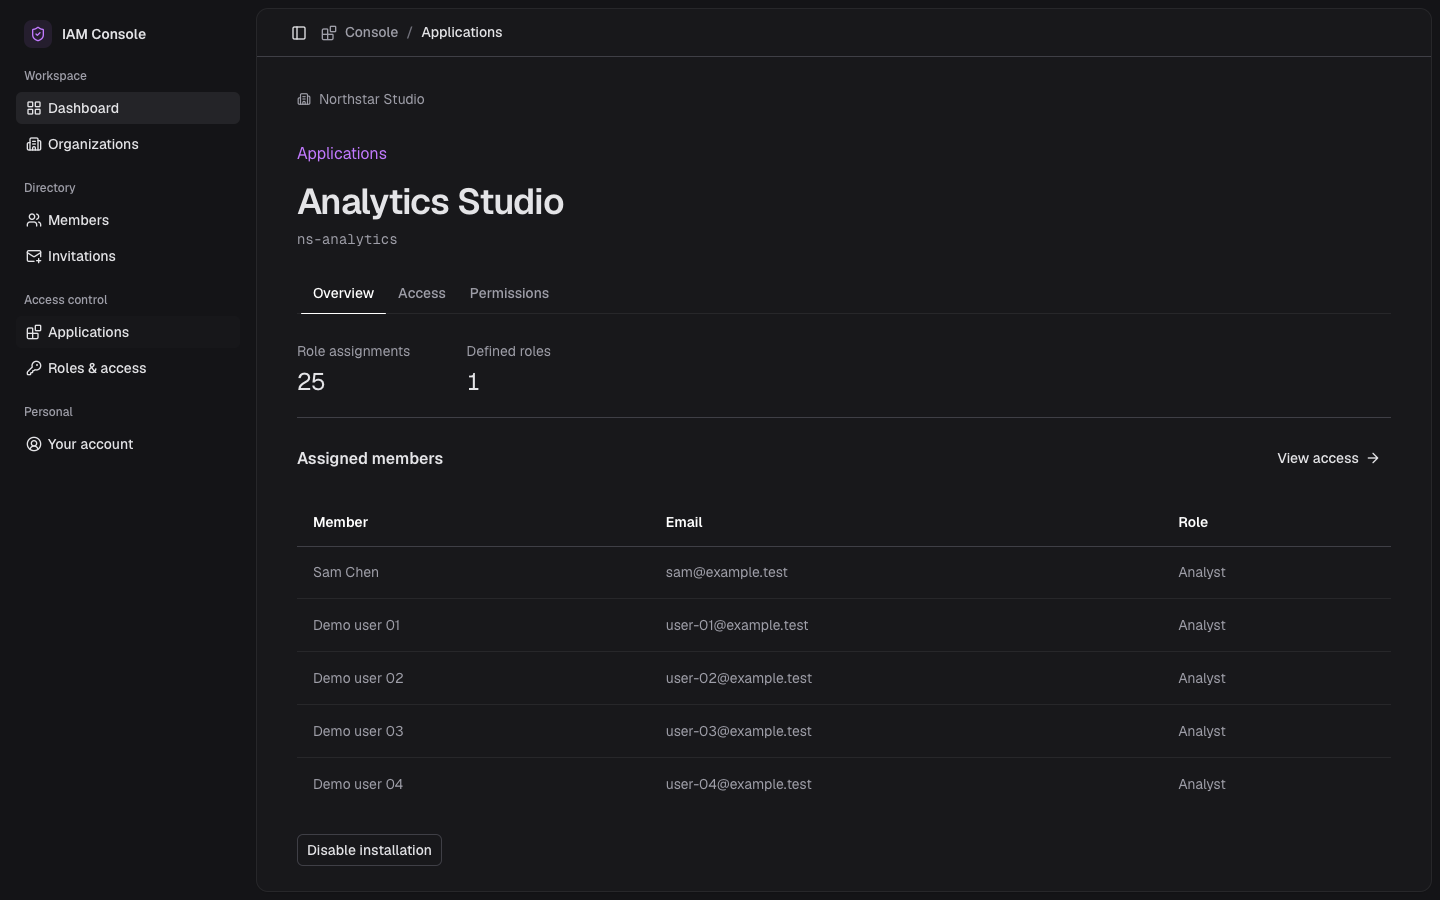 IAM Console
Workspace
Dashboard
Organizations
Directory
Members
Invitations
Access control
Applications
Roles & access
Personal
Your account
Console / Applications
Northstar Studio
Applications
Analytics Studio
ns-analytics
Overview Access Permissions
Role assignments Defined roles
25 1
Assigned members View access
Member Email Role
Sam Chen sam@example.test Analyst
Demo user 01 user-01@example.test Analyst
Demo user 02 user-02@example.test Analyst
Demo user 03 user-03@example.test Analyst
Demo user 04 user-04@example.test Analyst
Disable installation